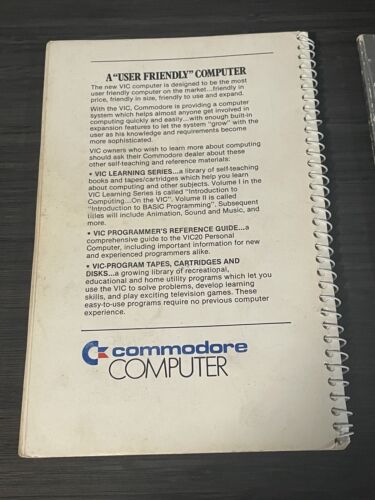 A "USER FRIENDLY" COMPUTER
The new VIC computer is designed to be the most
user friendly computer on the market...friendly in
price, friendly in size, friendly to use and expand.
With the VIC, Commodore is providing a computer
system which helps almost anyone get involved in
computing quickly and easily...with enough built-in
expansion features to let the system "grow" with the
user as his knowledge and requirements become
more sophisticated.
VIC owners who wish to learn more about computing
should ask their Commodore dealer about these
other self-teaching and reference materials:
• VIC LEARNING SERIES...a library of self-teaching
books and tapes/cartridges which help you learn
about computing and other subjects. Volume I in the
VIC Learning Series is called "Introduction to
Computing...On the VIC". Volume II is called
"Introduction to BASIC Programming". Subsequent
titles will include Animation, Sound and Music, and
more.
• VIC PROGRAMMER'S REFERENCE GUIDE...a
comprehensive guide to the VIC20 Personal
Computer, including important information for new
and experienced programmers alike.
• VIC-PROGRAM TAPES, CARTRIDGES AND
DISKS...a growing library of recreational,
educational and home utility programs which let you
use the VIC to solve problems, develop learning
skills, and play exciting television games. These
easy-to-use programs require no previous computer
experience.
commodore
COMPUTER